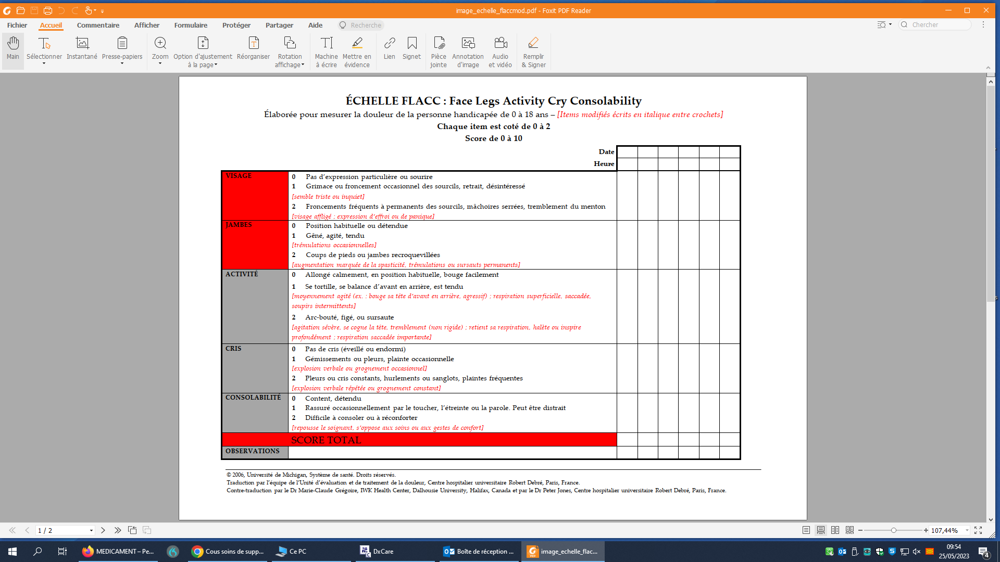 image_echelle_flaccmod.pdf - Foxit PDF Reader
Fichier Accueil Commentaire Afficher Formulaire Protéger Partager Aide Recherche Chercher
Main Sélectionner Instantané Presse-papiers Zoom Option d'ajustement à la page Réorganiser Rotation affichage Machine à écrire Mettre en évidence Lien Signet Pièce jointe Annotation d'image Audio et vidéo Remplir & Signer
ÉCHELLE FLACC : Face Legs Activity Cry Consolability
Élaborée pour mesurer la douleur de la personne handicapée de 0 à 18 ans – [Items modifiés écrits en italique entre crochets]
Chaque item est coté de 0 à 2
Score de 0 à 10
Date
Heure
VISAGE
0 Pas d’expression particulière ou sourire
1 Grimace ou froncement occasionnel des sourcils, retrait, désintéressé
[semble triste ou inquiet]
2 Froncements fréquents à permanents des sourcils, mâchoires serrées, tremblement du menton
[visage affligé ; expression d’effroi ou de panique]
JAMBES
0 Position habituelle ou détendue
1 Gêné, agité, tendu
[trémulations occasionnelles]
2 Coups de pieds ou jambes recroquevillées
[augmentation marquée de la spasticité, trémulations ou sursauts permanents]
ACTIVITÉ
0 Allongé calmement, en position habituelle, bouge facilement
1 Se tortille, se balance d’avant en arrière, est tendu
[moyennement agité (ex. : bouge sa tête d’avant en arrière, agressif) ; respiration superficielle, saccadée,
soupirs intermittents]
2 Arc-bouté, figé, ou sursaute
[agitation sévère, se cogne la tête, tremblement (non rigide) ; retient sa respiration, halète ou inspire
profondément ; respiration saccadée importante]
CRIS
0 Pas de cris (éveillé ou endormi)
1 Gémissements ou pleurs, plainte occasionnelle
[explosion verbale ou grognement occasionnel]
2 Pleurs ou cris constants, hurlements ou sanglots, plaintes fréquentes
[explosion verbale répétée ou grognement constant]
CONSOLABILITÉ
0 Content, détendu
1 Rassuré occasionnellement par le toucher, l’étreinte ou la parole. Peut être distrait
2 Difficile à consoler ou à réconforter
[repousse le soignant, s’oppose aux soins ou aux gestes de confort]
SCORE TOTAL
OBSERVATIONS
© 2006, Université de Michigan, Système de santé. Droits réservés.
Traduction par l’équipe de l’Unité d’évaluation et de traitement de la douleur, Centre hospitalier universitaire Robert Debré, Paris, France.
Contre-traduction par le Dr Marie-Claude Grégoire, IWK Health Center, Dalhousie University, Halifax, Canada et par le Dr Peter Jones, Centre hospitalier universitaire Robert Debré, Paris, France.
1 / 2
107,44%
MEDICAMENT – Pe...
Cous soins de supp...
Ce PC
DxCare
Boîte de réception ...
image_echelle_flac...
09:54
25/05/2023
4